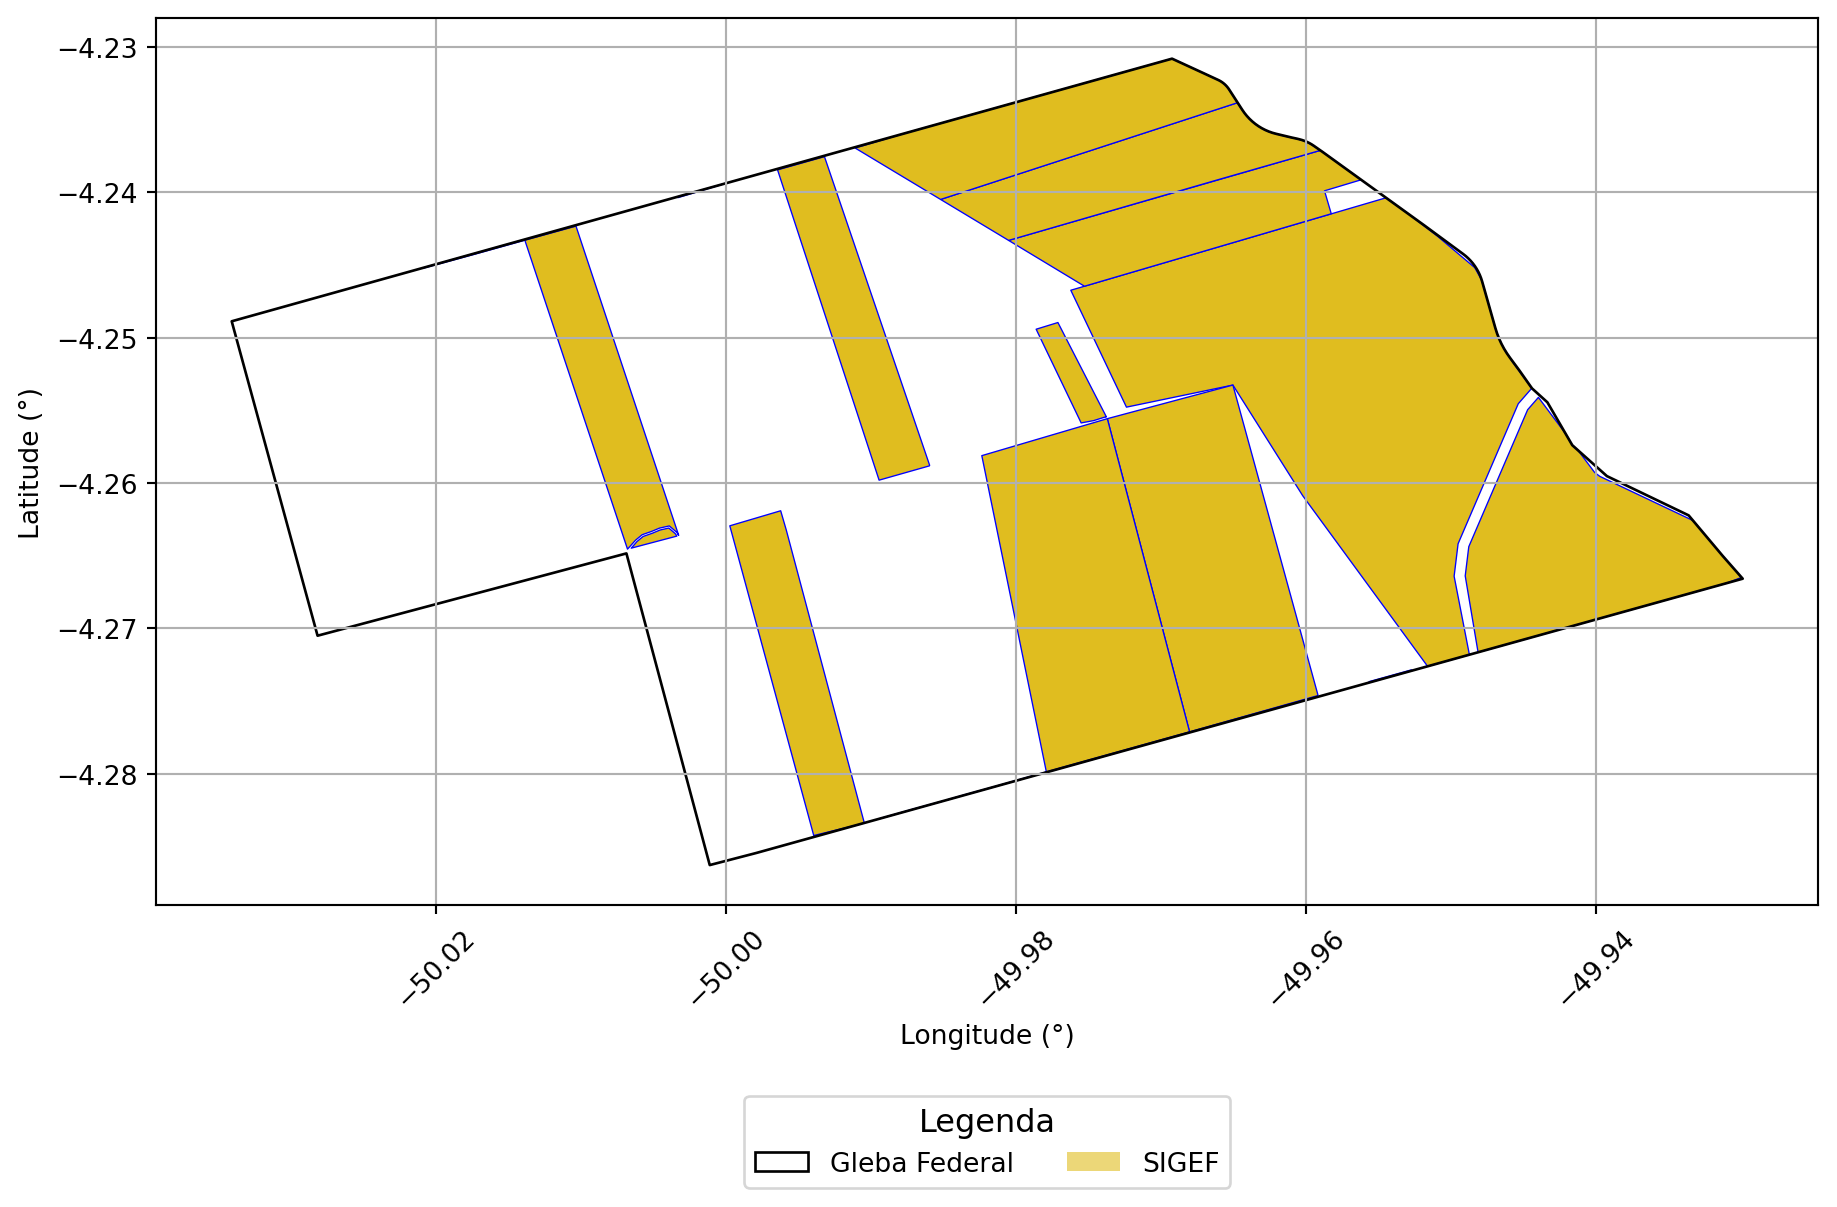 −4.23
−4.24
−4.25
−4.26
−4.27
−4.28
Latitude (°)
−50.02 −50.00 −49.98 −49.96 −49.94
Longitude (°)
Legenda
Gleba Federal SIGEF